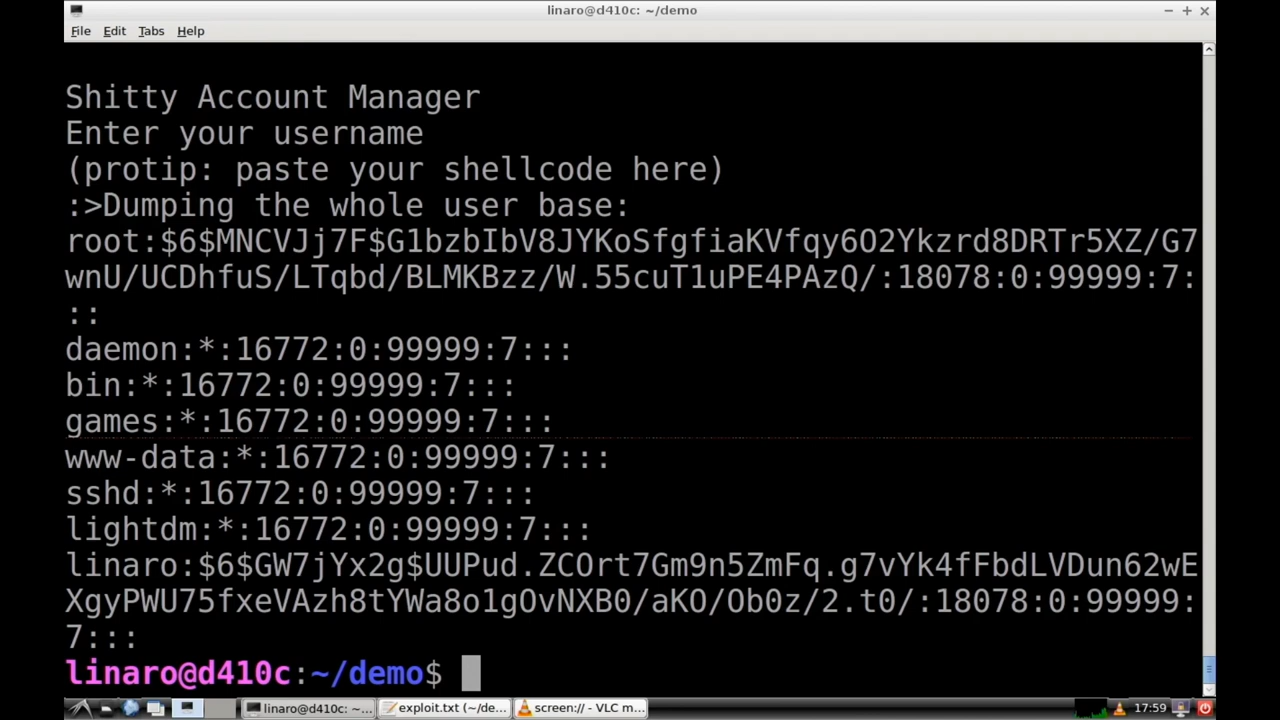 linaro@d410c: ~/demo
File Edit Tabs Help
Shitty Account Manager
Enter your username
(protip: paste your shellcode here)
:>Dumping the whole user base:
root:$6$MNCVJj7F$G1bzbIbV8JYKoSfgfiaKVfqy6O2Ykzrd8DRTr5XZ/G7
wnU/UCDhfuS/LTqbd/BLMKBzz/W.55cuT1uPE4PAzQ/:18078:0:99999:7:
::
daemon:*:16772:0:99999:7:::
bin:*:16772:0:99999:7:::
games:*:16772:0:99999:7:::
www-data:*:16772:0:99999:7:::
sshd:*:16772:0:99999:7:::
lightdm:*:16772:0:99999:7:::
linaro:$6$GW7jYx2g$UUPud.ZCOrt7Gm9n5ZmFq.g7vYk4fFbdLVDun62wE
XgyPWU75fxeVAzh8tYWa8o1gOvNXB0/aKO/Ob0z/2.t0/:18078:0:99999:
7:::
linaro@d410c:~/demo$
linaro@d410c: ~... exploit.txt (~/de... screen:// - VLC m... 17:59